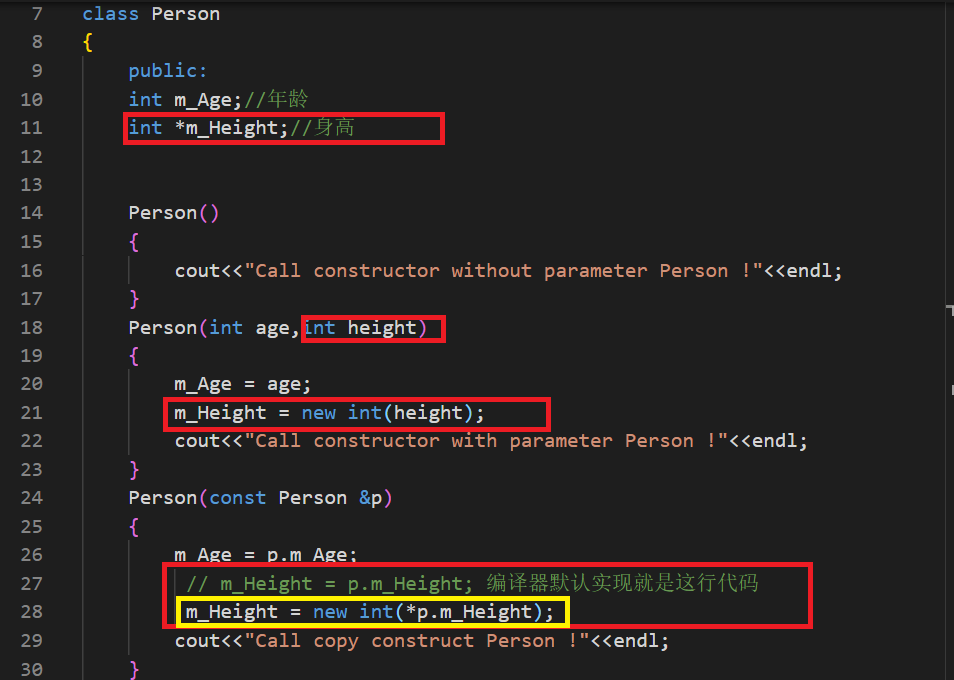 7 class Person
8 {
9 public:
10 int m_Age;//年龄
11 int *m_Height;//身高
12
13
14 Person()
15 {
16 cout<<"Call constructor without parameter Person !"<<endl;
17 }
18 Person(int age,int height)
19 {
20 m_Age = age;
21 m_Height = new int(height);
22 cout<<"Call constructor with parameter Person !"<<endl;
23 }
24 Person(const Person &p)
25 {
26 m_Age = p.m_Age;
27 // m_Height = p.m_Height; 编译器默认实现就是这行代码
28 m_Height = new int(*p.m_Height);
29 cout<<"Call copy construct Person !"<<endl;
30 }